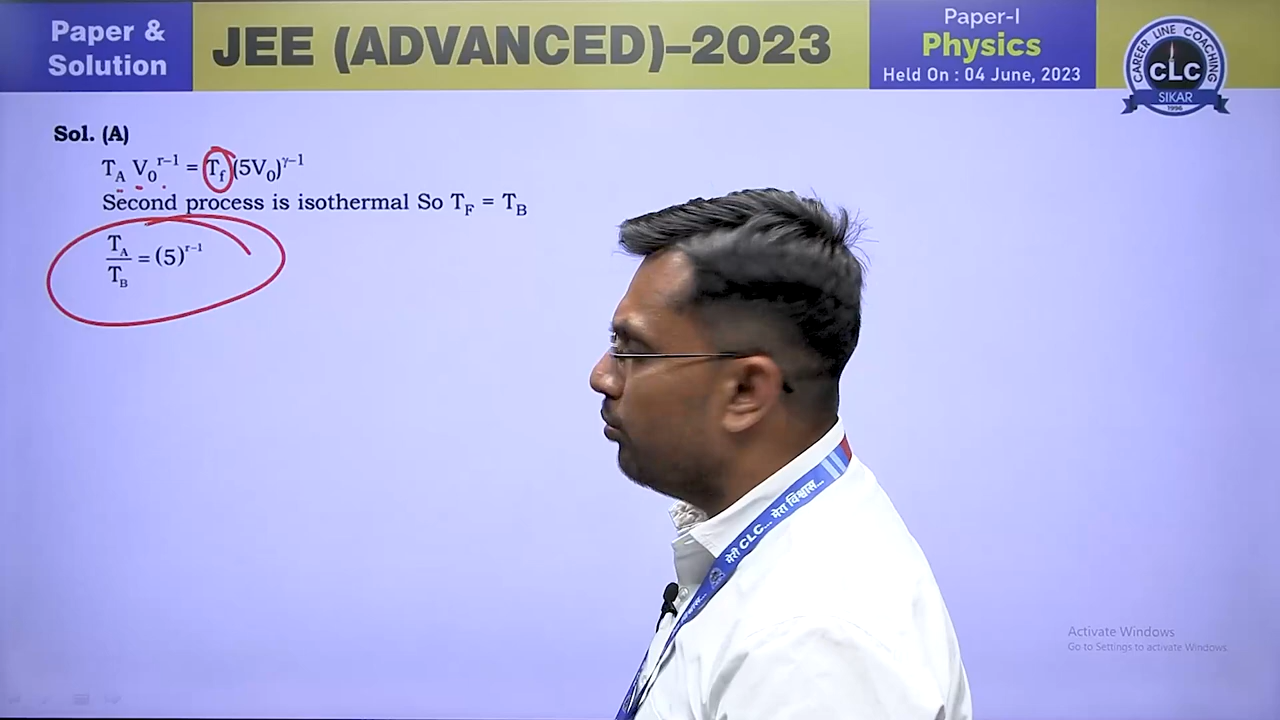 Paper &
Solution
JEE (ADVANCED)–2023
Paper-I
Physics
Held On : 04 June, 2023
CAREER LINE COACHING
CLC
SIKAR
1996
Sol. (A)
T_A V_0^{r–1} = T_f (5V_0)^{γ–1}
Second process is isothermal So T_F = T_B
T_A / T_B = (5)^{r–1}
मेरी CLC... मेरा विश्वास...
Activate Windows
Go to Settings to activate Windows.